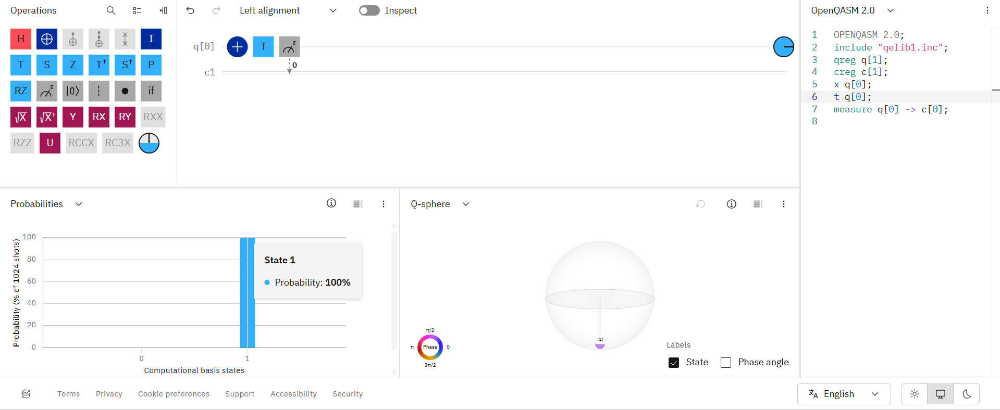 Operations
Left alignment
Inspect
OpenQASM 2.0
H
I
T S Z T† S† P
RZ z |0⟩ if
√X √X† Y RX RY RXX
RZZ U RCCX RC3X
q[0]
T
z
0
c1
1 OPENQASM 2.0;
2 include "qelib1.inc";
3 qreg q[1];
4 creg c[1];
5 x q[0];
6 t q[0];
7 measure q[0] -> c[0];
8
Probabilities
Probability (% of 1024 shots)
100
80
60
40
20
0
0 1
Computational basis states
State 1
Probability: 100%
Q-sphere
|1⟩
π/2
π Phase 0
3π/2
Labels
State
Phase angle
Terms
Privacy
Cookie preferences
Support
Accessibility
Security
English